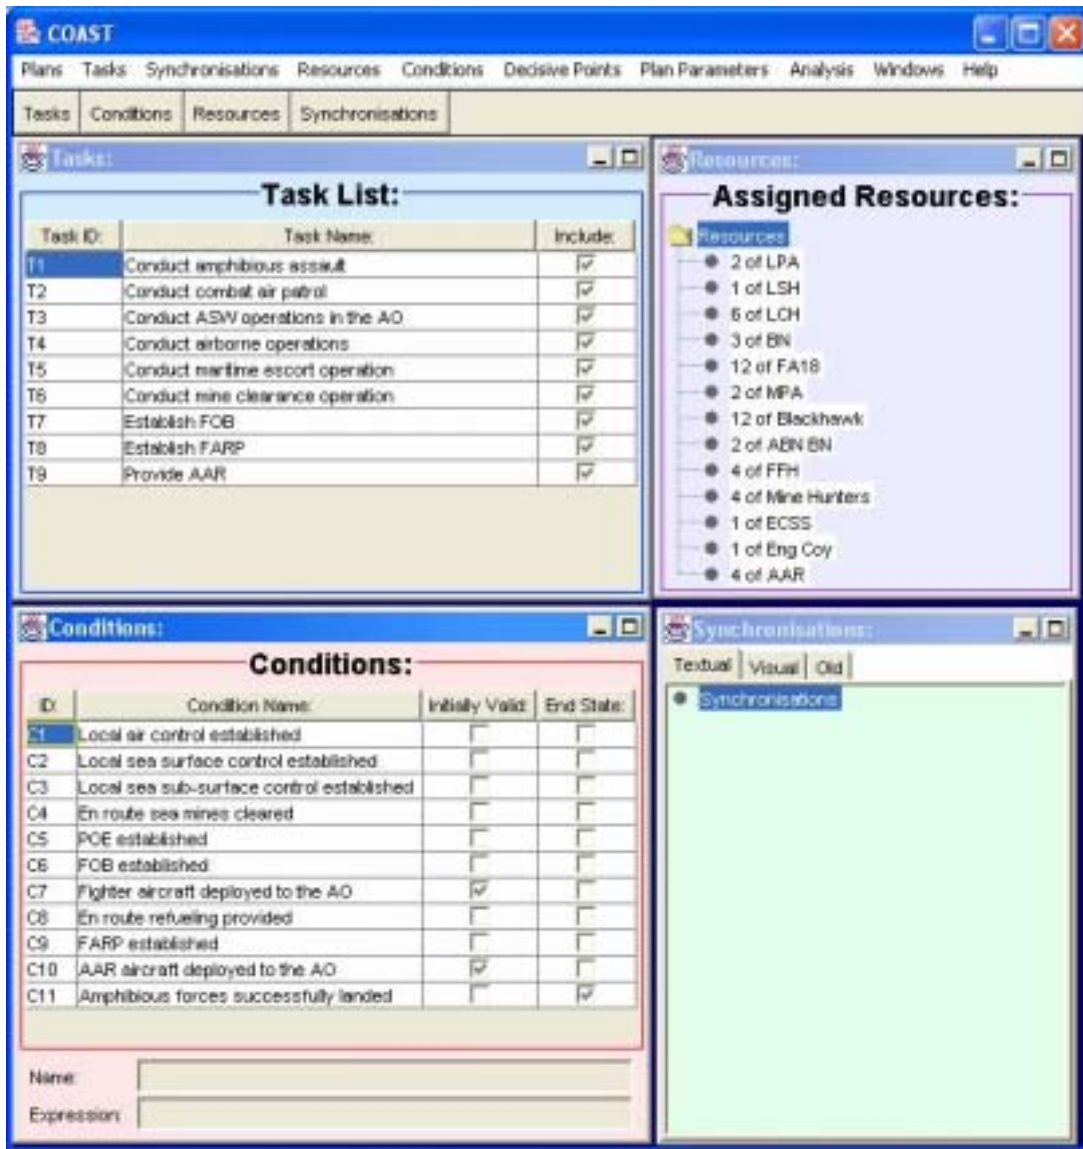 COAST
Plans Tasks Synchronisations Resources Conditions Decisive Points Plan Parameters Analysis Windows Help
Tasks Conditions Resources Synchronisations
Tasks:
Task List:
Task ID: Task Name: Include:
T1 Conduct amphibious assault
T2 Conduct combat air patrol
T3 Conduct ASW operations in the AO
T4 Conduct airborne operations
T5 Conduct maritime escort operation
T6 Conduct mine clearance operation
T7 Establish FOB
T8 Establish FARP
T9 Provide AAR
Resources:
Assigned Resources:
Resources
2 of LPA
1 of LSH
6 of LCH
3 of BN
12 of FA18
2 of MPA
12 of Blackhawk
2 of ABN BN
4 of FFH
4 of Mine Hunters
1 of ECSS
1 of Eng Coy
4 of AAR
Conditions:
Conditions:
ID: Condition Name: Initially Valid: End State:
C1 Local air control established
C2 Local sea surface control established
C3 Local sea sub-surface control established
C4 En route sea mines cleared
C5 POE established
C6 FOB established
C7 Fighter aircraft deployed to the AO
C8 En route refueling provided
C9 FARP established
C10 AAR aircraft deployed to the AO
C11 Amphibious forces successfully landed
Name:
Expression:
Synchronisations:
Textual Visual Old
Synchronisations